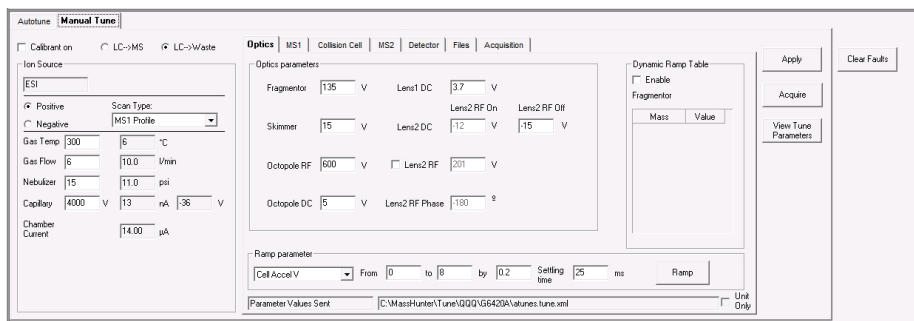 Autotune Manual Tune
Calibrant on LC-->MS LC-->Waste
Ion Source
ESI
Positive Scan Type:
Negative MS1 Profile
Gas Temp 300 6 °C
Gas Flow 6 10.0 l/min
Nebulizer 15 11.0 psi
Capillary 4000 V 13 nA -36 V
Chamber Current 14.00 µA
Optics MS1 Collision Cell MS2 Detector Files Acquisition
Optics parameters
Fragmentor 135 V Lens1 DC 3.7 V
Lens2 RF On Lens2 RF Off
Skimmer 15 V Lens2 DC -12 V -15 V
Octopole RF 600 V Lens2 RF 201 V
Octopole DC 5 V Lens2 RF Phase -180 º
Dynamic Ramp Table
Enable
Fragmentor
Mass Value
Ramp parameter
Cell Accel V From 0 to 8 by 0.2 Settling time 25 ms Ramp
Parameter Values Sent C:\MassHunter\Tune\QQQ\G6420A\atunes.tune.xml Unit Only
Apply
Acquire
View Tune Parameters
Clear Faults